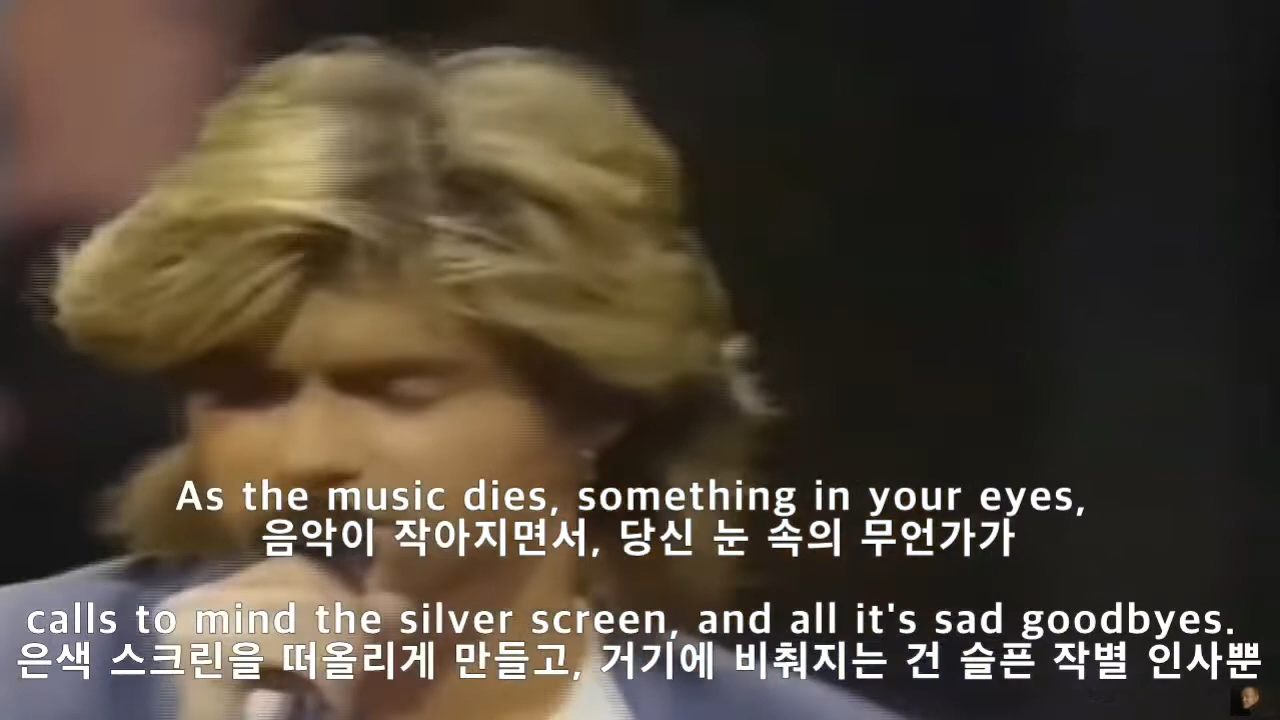 As the music dies, something in your eyes,
음악이 작아지면서, 당신 눈 속의 무언가가
calls to mind the silver screen, and all it's sad goodbyes.
은색 스크린을 떠올리게 만들고, 거기에 비춰지는 건 슬픈 작별 인사뿐